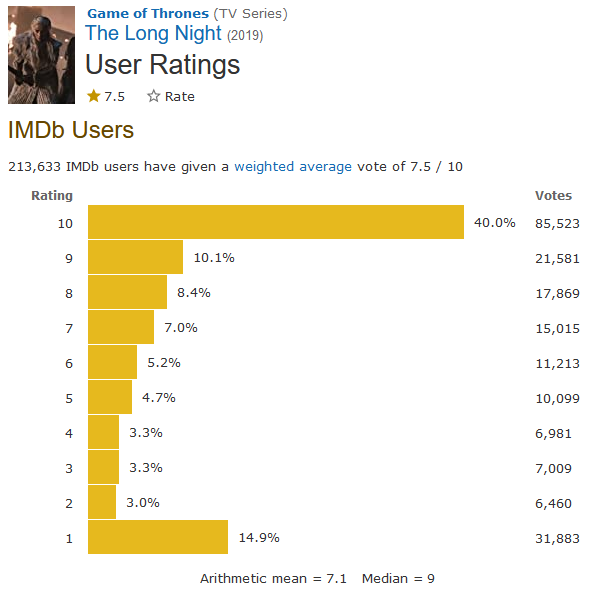 Game of Thrones (TV Series)
The Long Night (2019)
User Ratings
7.5 Rate
IMDb Users
213,633 IMDb users have given a weighted average vote of 7.5 / 10
Rating Votes
10 40.0% 85,523
9 10.1% 21,581
8 8.4% 17,869
7 7.0% 15,015
6 5.2% 11,213
5 4.7% 10,099
4 3.3% 6,981
3 3.3% 7,009
2 3.0% 6,460
1 14.9% 31,883
Arithmetic mean = 7.1 Median = 9